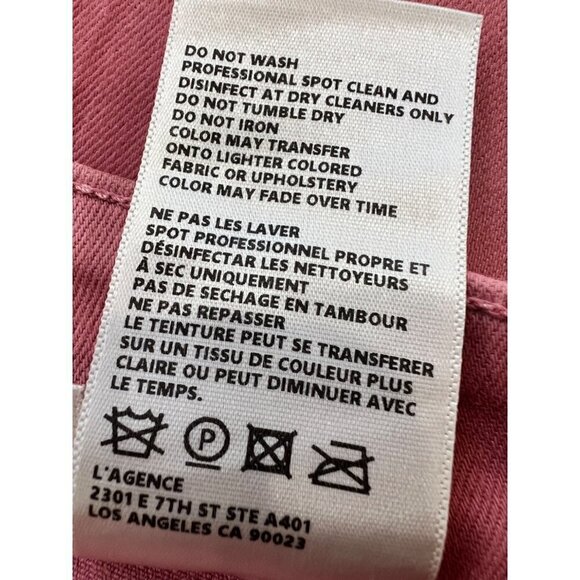 DO NOT WASH
PROFESSIONAL SPOT CLEAN AND
DISINFECT AT DRY CLEANERS ONLY
DO NOT TUMBLE DRY
DO NOT IRON
COLOR MAY TRANSFER
ONTO LIGHTER COLORED
FABRIC OR UPHOLSTERY
COLOR MAY FADE OVER TIME
NE PAS LES LAVER
SPOT PROFESSIONNEL PROPRE ET
DÉSINFECTAR LES NETTOYEURS
À SEC UNIQUEMENT
PAS DE SECHAGE EN TAMBOUR
NE PAS REPASSER
LE TEINTURE PEUT SE TRANSFERER
SUR UN TISSU DE COULEUR PLUS
CLAIRE OU PEUT DIMINUER AVEC
LE TEMPS.
P
L'AGENCE
2301 E 7TH ST STE A401
LOS ANGELES CA 90023